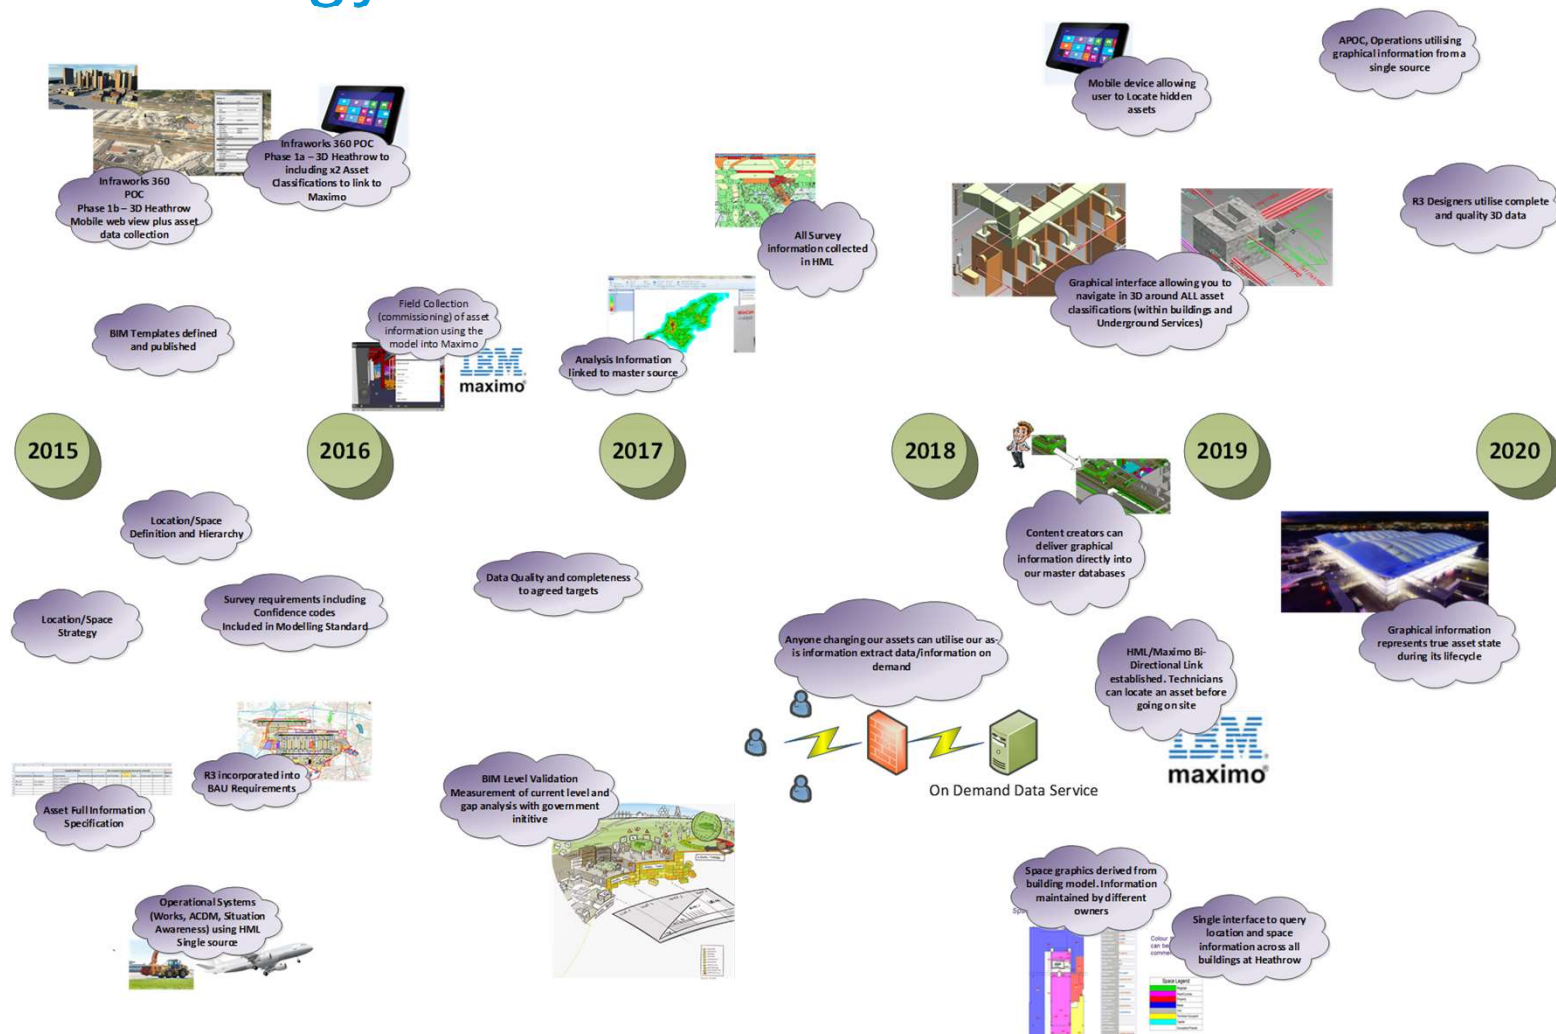 APOC, Operations utilising
graphical information from a
single source
Mobile device allowing
user to Locate hidden
assets
Infraworks 360 POC
Phase 1a – 3D Heathrow to
including x2 Asset
Classifications to link to
Maximo
Infraworks 360
POC
Phase 1b – 3D Heathrow
Mobile web view plus asset
data collection
R3 Designers utilise complete
and quality 3D data
All Survey
information collected
in HML
Graphical interface allowing you to
navigate in 3D around ALL asset
classifications (within buildings and
Underground Services)
BIM Templates defined
and published
Field Collection
(commissioning) of asset
information using the
model into Maximo
IBM
maximo
Analysis Information
linked to master source
2015
2016
2017
2018
2019
2020
Location/Space
Definition and Hierarchy
Content creators can
deliver graphical
information directly into
our master databases
Data Quality and completeness
to agreed targets
Survey requirements including
Confidence codes
Included in Modelling Standard
Location/Space
Strategy
Anyone changing our assets can utilise our as-
is information extract data/information on
demand
HML/Maximo Bi-
Directional Link
established. Technicians
can locate an asset before
going on site
Graphical information
represents true asset state
during its lifecycle
IBM
maximo
On Demand Data Service
R3 incorporated into
BAU Requirements
BIM Level Validation
Measurement of current level and
gap analysis with government
inititive
Asset Full Information
Specification
Operational Systems
(Works, ACDM, Situation
Awareness) using HML
Single source
Space graphics derived from
building model. Information
maintained by different
owners
Single interface to query
location and space
information across all
buildings at Heathrow
Colour
can be
Space Legend